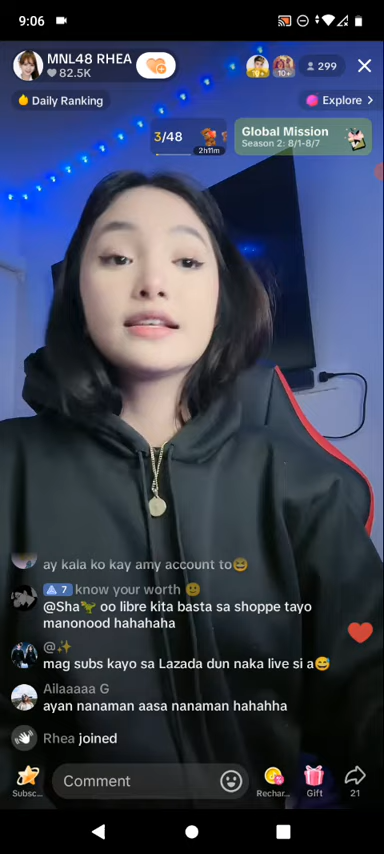 9:06
MNL48 RHEA
82.5K
10+
299
Daily Ranking
Explore >
3/48
2h11m
Global Mission
Season 2: 8/1-8/7
ay kala ko kay amy account to😆
7 know your worth 🙂
@Sha🦖 oo libre kita basta sa shoppe tayo
manonood hahahaha
@✨
mag subs kayo sa Lazada dun naka live si a😅
Ailaaaaa G
ayan nanaman aasa nanaman hahahha
Rhea joined
Subsc...
Comment
Rechar...
Gift
21